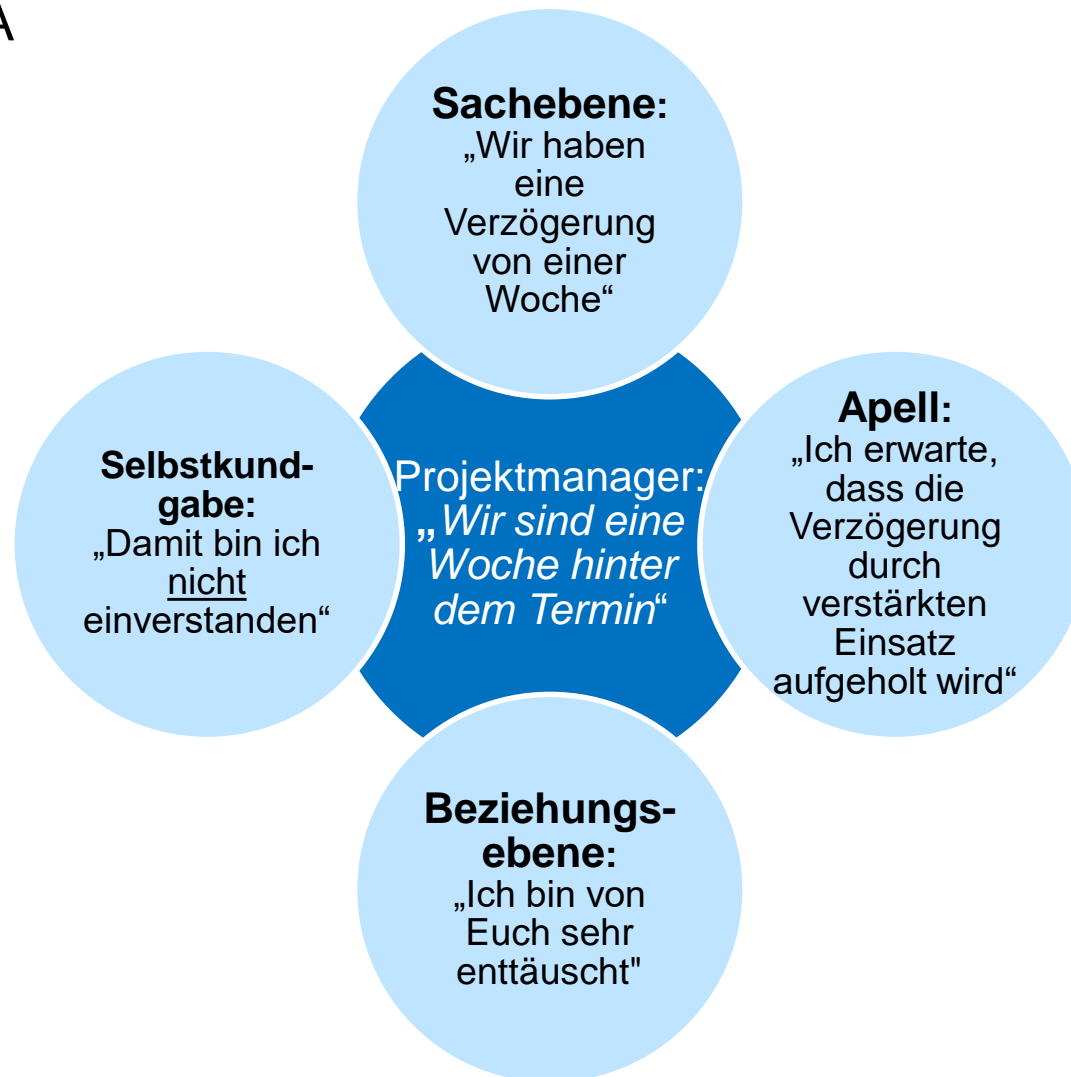 A
Sachebene:
„Wir haben
eine
Verzögerung
von einer
Woche“
Selbstkund-
gabe:
„Damit bin ich
nicht
einverstanden“
Projektmanager:
„Wir sind eine
Woche hinter
dem Termin“
Apell:
„Ich erwarte,
dass die
Verzögerung
durch
verstärkten
Einsatz
aufgeholt wird“
Beziehungs-
ebene:
„Ich bin von
Euch sehr
enttäuscht"